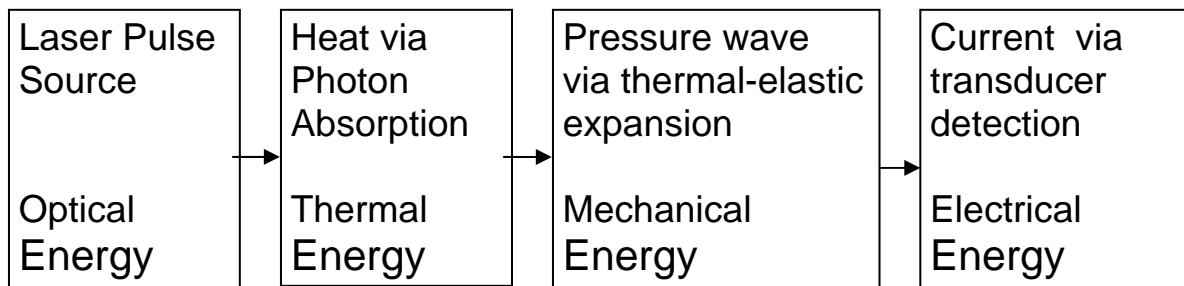 Laser Pulse
Source
Optical
Energy
Heat via
Photon
Absorption
Thermal
Energy
Pressure wave
via thermal-elastic
expansion
Mechanical
Energy
Current via
transducer
detection
Electrical
Energy